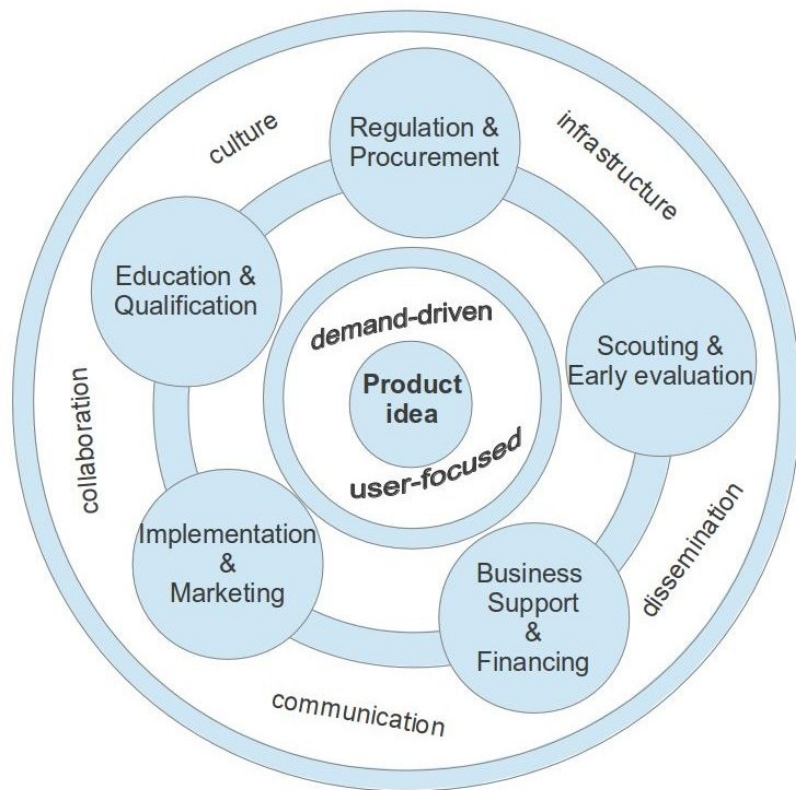 culture
Regulation &
Procurement
infrastructure
Education &
Qualification
demand-driven
Product
idea
user-focused
Scouting &
Early evaluation
collaboration
Implementation
&
Marketing
Business
Support
&
Financing
dissemination
communication